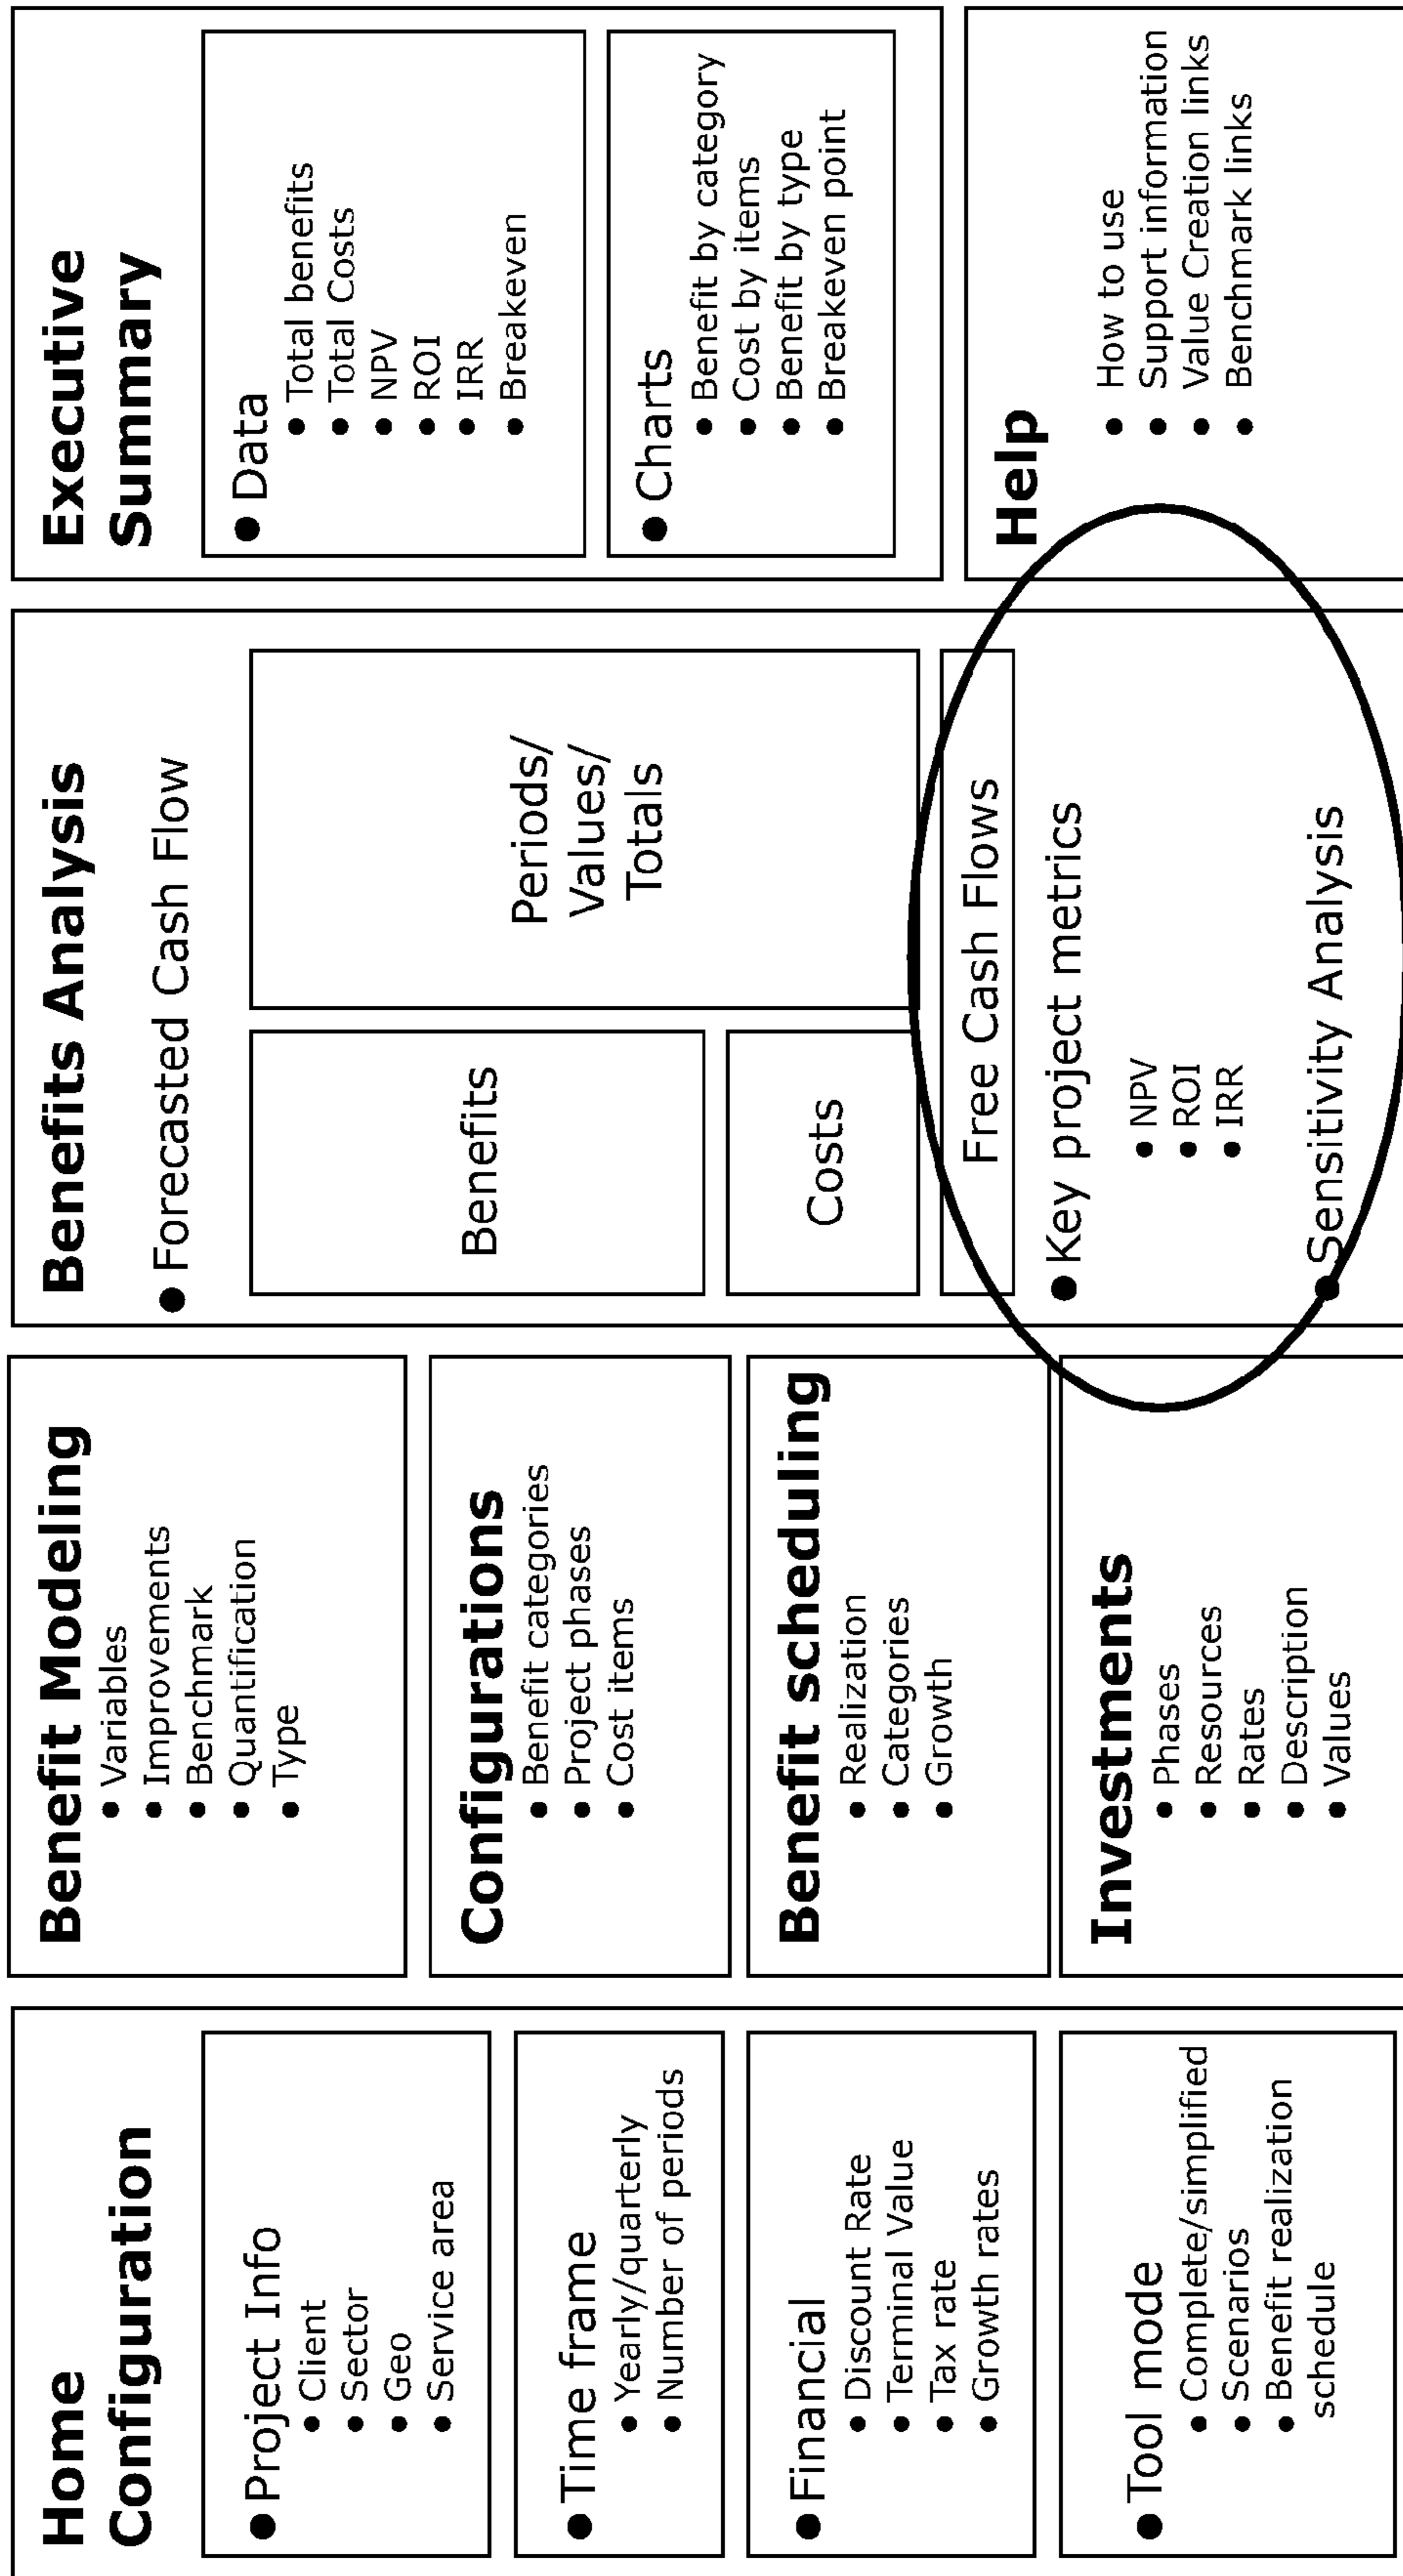 Home
Configuration
Project Info
Client
Sector
Geo
Service area
Time frame
Yearly/quarterly
Number of periods
Financial
Discount Rate
Terminal Value
Tax rate
Growth rates
Tool mode
Complete/simplified
Scenarios
Benefit realization
schedule
Benefit Modeling
Variables
Improvements
Benchmark
Quantification
Type
Configurations
Benefit categories
Project phases
Cost items
Benefit scheduling
Realization
Categories
Growth
Investments
Phases
Resources
Rates
Description
Values
Benefits Analysis
Forecasted Cash Flow
Benefits
Costs
Periods/
Values/
Totals
Free Cash Flows
Key project metrics
NPV
ROI
IRR
Sensitivity Analysis
Executive
Summary
Data
Total benefits
Total Costs
NPV
ROI
IRR
Breakeven
Charts
Benefit by category
Cost by items
Benefit by type
Breakeven point
Help
How to use
Support information
Value Creation links
Benchmark links